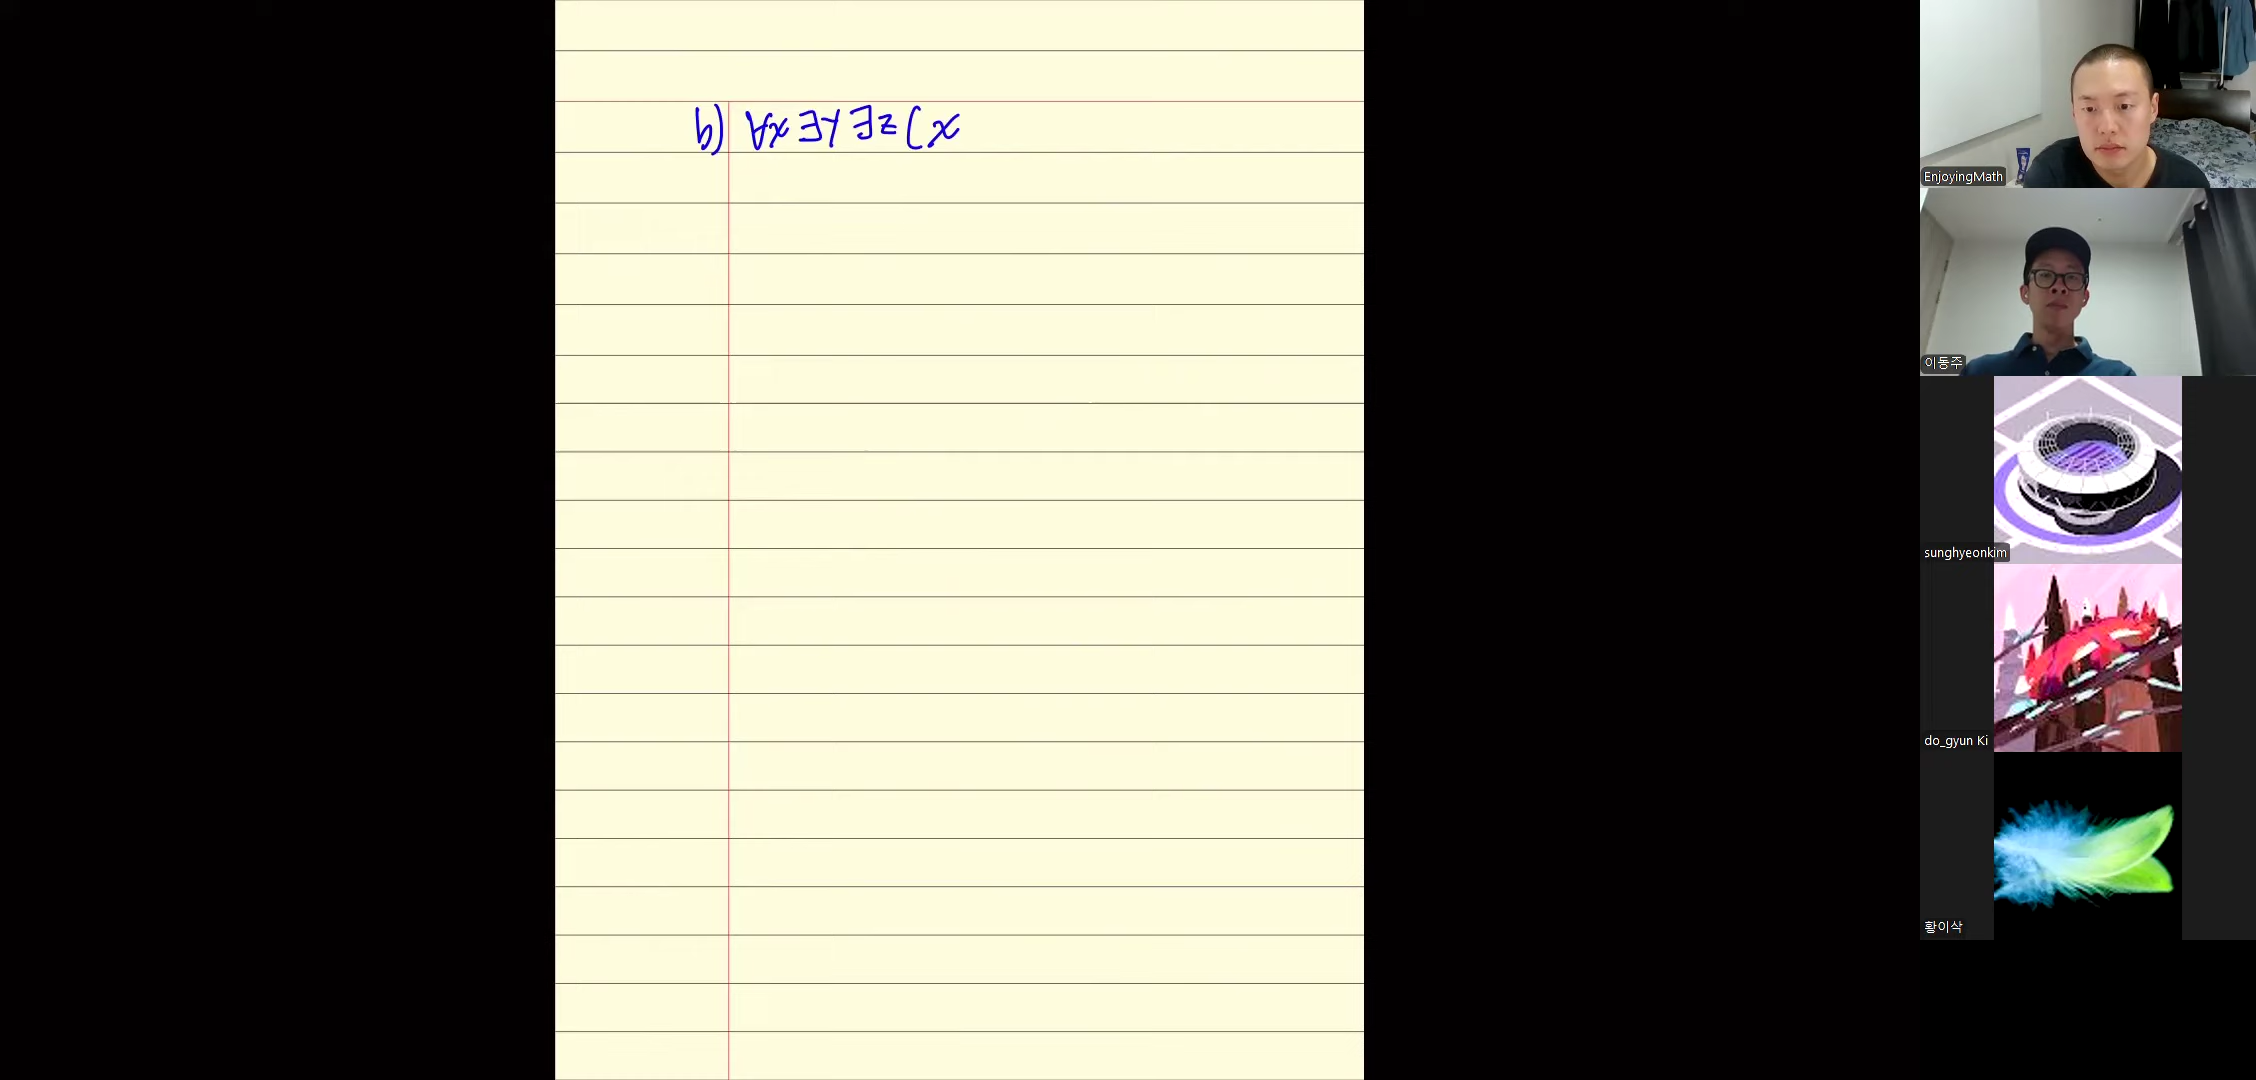 b) ∀x ∃y ∃z ( x
EnjoyingMath
이동주
sunghyeonkim
do_gyun Ki
황이삭